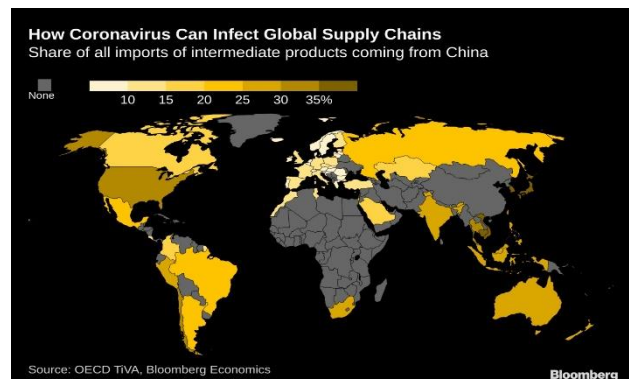 How Coronavirus Can Infect Global Supply Chains
Share of all imports of intermediate products coming from China
None
10 15 20 25 30 35%
Source: OECD TiVA, Bloomberg Economics
Bloomberg